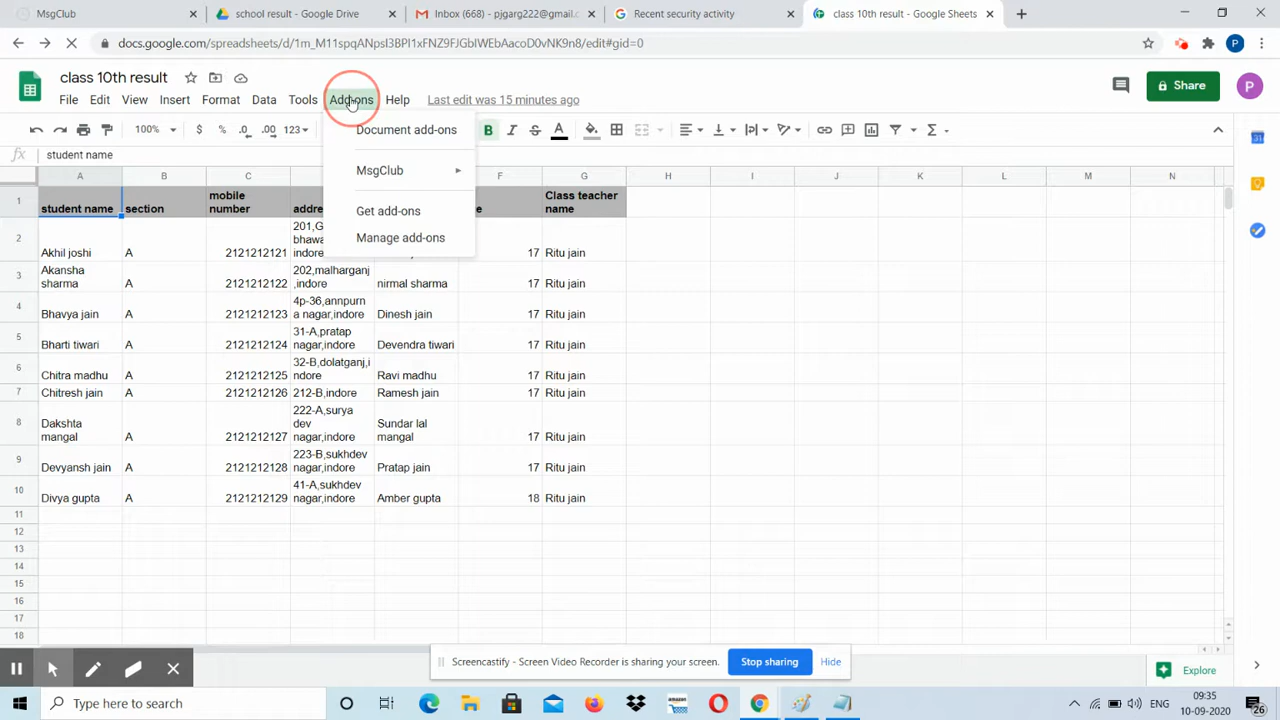 MsgClub
school result - Google Drive
Inbox (668) - pjgarg222@gmail.c
Recent security activity
class 10th result - Google Sheets
docs.google.com/spreadsheets/d/1m_M11spqANpsI3BPI1xFNZ9FJGbIWEbAacoD0vNK9n8/edit#gid=0
P
class 10th result
Share
P
File Edit View Insert Format Data Tools Add-ons Help Last edit was 15 minutes ago
100% $ % .0 .00 123 B I S A Σ
fx student name
A B C F G H I J K L M N
1 student name section mobile number Class teacher name
2 Akhil joshi A 2121212121 17 Ritu jain
3 Akansha sharma A 2121212122 202,malharganj ,indore nirmal sharma 17 Ritu jain
4 Bhavya jain A 2121212123 4p-36,annpurn a nagar,indore Dinesh jain 17 Ritu jain
5 Bharti tiwari A 2121212124 31-A,pratap nagar,indore Devendra tiwari 17 Ritu jain
6 Chitra madhu A 2121212125 32-B,dolatganj,i ndore Ravi madhu 17 Ritu jain
7 Chitresh jain A 2121212126 212-B,indore Ramesh jain 17 Ritu jain
8 Dakshta mangal A 2121212127 222-A,surya dev nagar,indore Sundar lal mangal 17 Ritu jain
9 Devyansh jain A 2121212128 223-B,sukhdev nagar,indore Pratap jain 17 Ritu jain
10 Divya gupta A 2121212129 41-A,sukhdev nagar,indore Amber gupta 18 Ritu jain
11
12
13
14
15
16
17
18
Document add-ons
MsgClub
Get add-ons
Manage add-ons
Screencastify - Screen Video Recorder is sharing your screen. Stop sharing Hide
Explore
Type here to search
ENG
09:35
10-09-2020
26